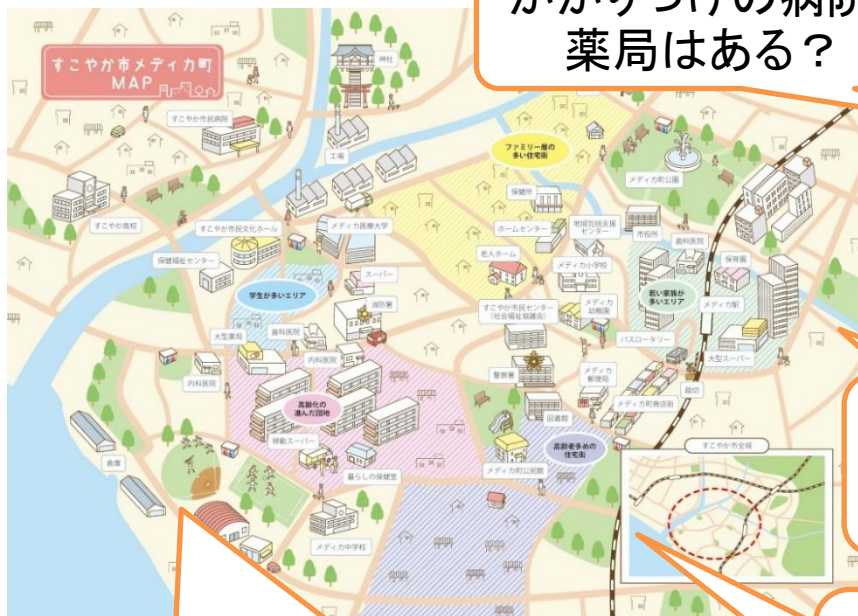 かかりつけの病院
薬局はある？
すこやか市メディカ町
MAP
神社
すこやか市民病院
工場
ファミリー層の
多い住宅街
メディカ町公園
保健所
すこやか高校
すこやか市民文化ホール
メディカ医療大学
ホームセンター
地域包括支援
センター
市役所
歯科医院
保育園
保健福祉センター
老人ホーム
メディカ小学校
スーパー
学生が多いエリア
若い家族が
多いエリア
メディカ駅
消防署
すこやか市民センター
(社会福祉協議会)
メディカ
幼稚園
大型薬局
歯科医院
内科医院
バスロータリー
大型スーパー
内科医院
警察署
メディカ
郵便局
踏切
高齢化の
進んだ団地
メディカ町商店街
図書館
移動スーパー
高齢者多めの
住宅街
すこやか市全域
倉庫
暮らしの保健室
メディカ町公民館
メディカ中学校